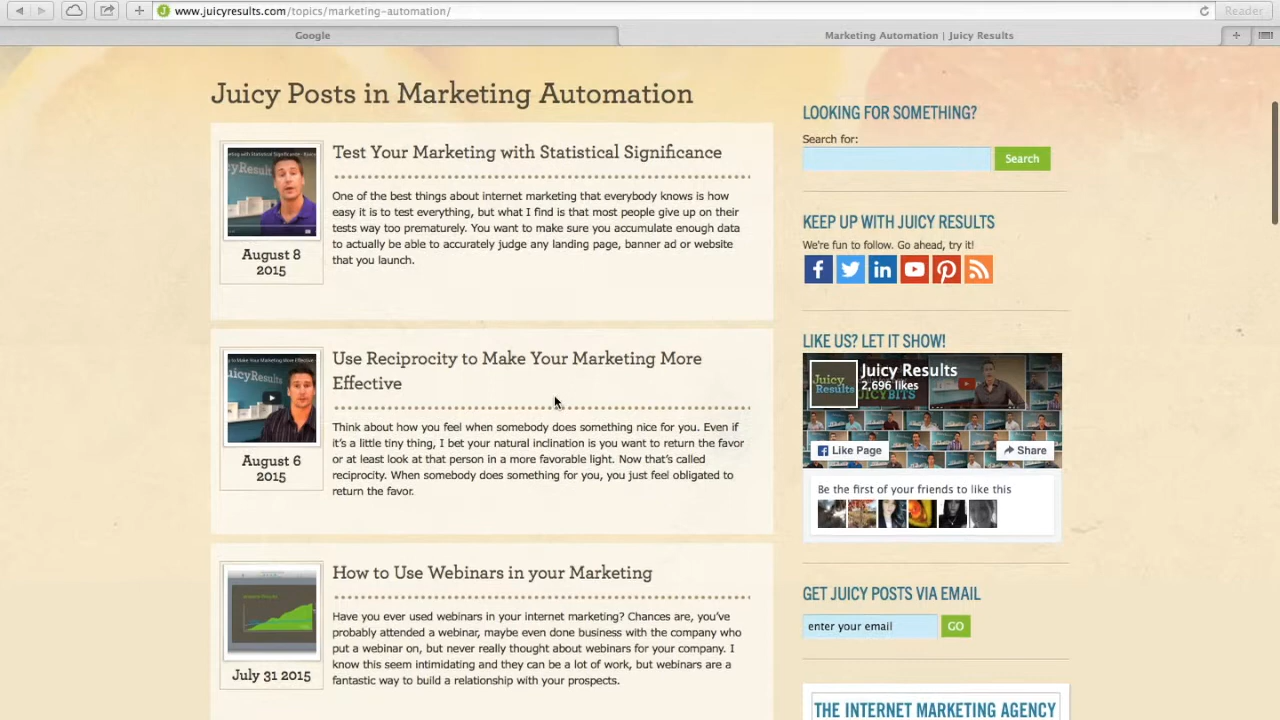 www.juicyresults.com/topics/marketing-automation/
Reader
Google
Marketing Automation | Juicy Results
Juicy Posts in Marketing Automation
Test Your Marketing with Statistical Significance
One of the best things about internet marketing that everybody knows is how
easy it is to test everything, but what I find is that most people give up on their
tests way too prematurely. You want to make sure you accumulate enough data
to actually be able to accurately judge any landing page, banner ad or website
that you launch.
August 8
2015
Use Reciprocity to Make Your Marketing More
Effective
Think about how you feel when somebody does something nice for you. Even if
it's a little tiny thing, I bet your natural inclination is you want to return the favor
or at least look at that person in a more favorable light. Now that's called
reciprocity. When somebody does something for you, you just feel obligated to
return the favor.
August 6
2015
How to Use Webinars in your Marketing
Have you ever used webinars in your internet marketing? Chances are, you've
probably attended a webinar, maybe even done business with the company who
put a webinar on, but never really thought about webinars for your company. I
know this seem intimidating and they can be a lot of work, but webinars are a
fantastic way to build a relationship with your prospects.
July 31 2015
LOOKING FOR SOMETHING?
Search for:
Search
KEEP UP WITH JUICY RESULTS
We're fun to follow. Go ahead, try it!
LIKE US? LET IT SHOW!
Juicy Results
2,696 likes
Juicy
Results
JUICYBITS
Like Page
Share
Be the first of your friends to like this
GET JUICY POSTS VIA EMAIL
enter your email
GO
THE INTERNET MARKETING AGENCY